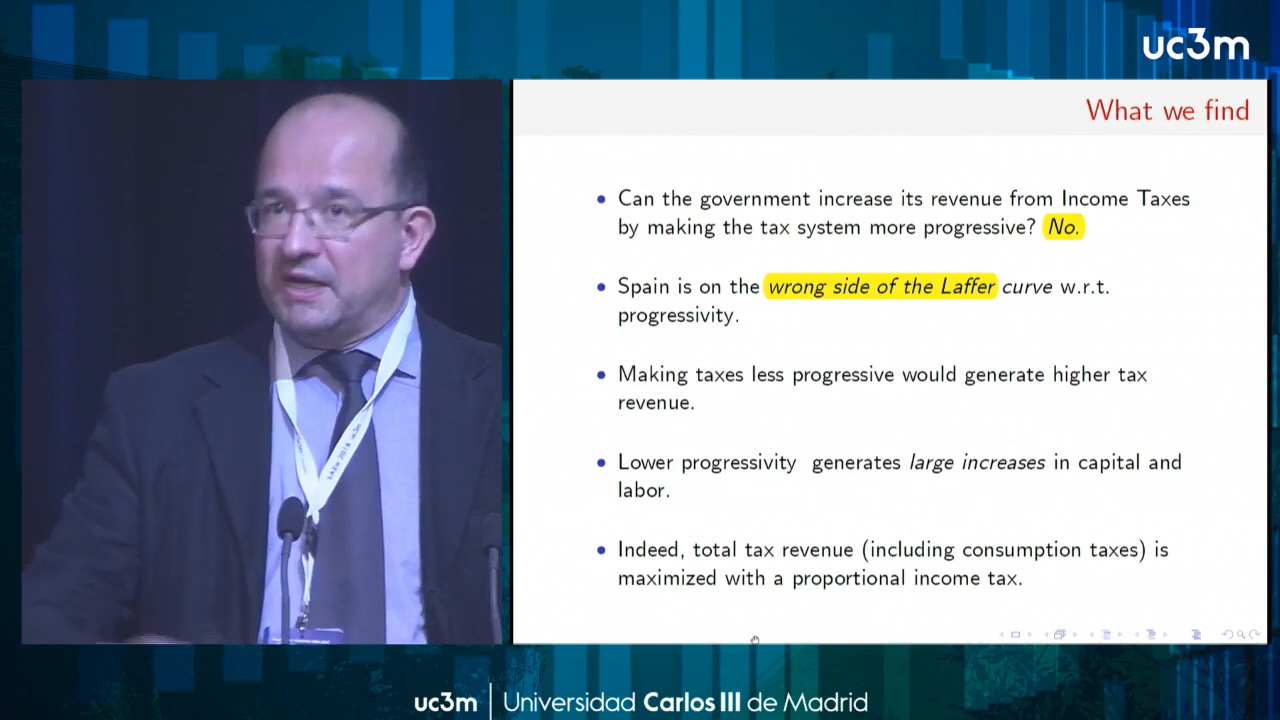 uc3m
What we find
Can the government increase its revenue from Income Taxes
by making the tax system more progressive? No.
Spain is on the wrong side of the Laffer curve w.r.t.
progressivity.
Making taxes less progressive would generate higher tax
revenue.
Lower progressivity generates large increases in capital and
labor.
Indeed, total tax revenue (including consumption taxes) is
maximized with a proportional income tax.
uc3m | Universidad Carlos III de Madrid